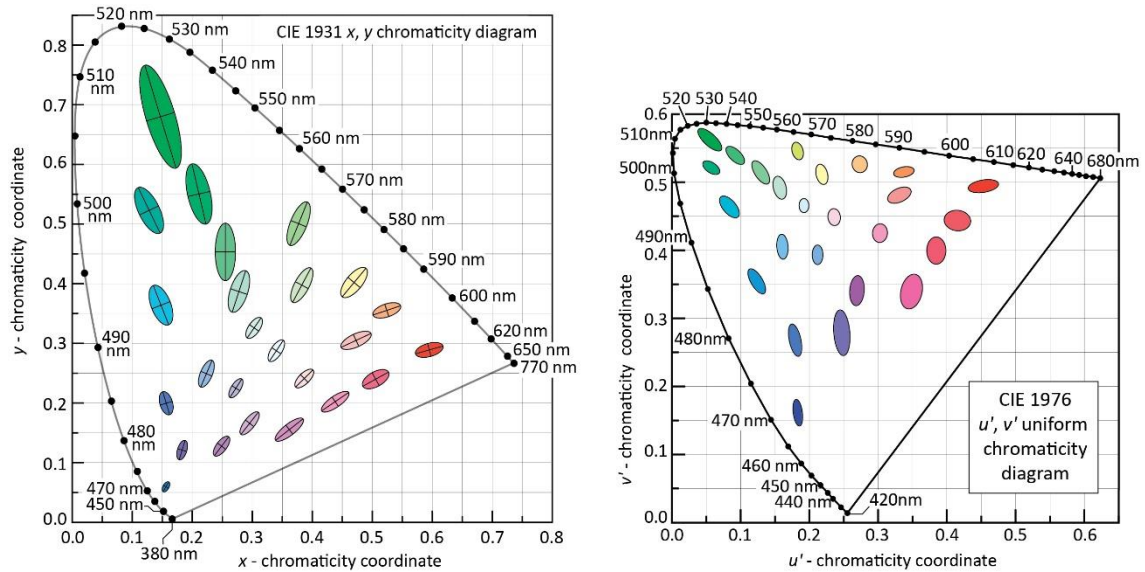 CIE 1931 x, y chromaticity diagram
520 nm
530 nm
540 nm
550 nm
560 nm
570 nm
580 nm
590 nm
600 nm
620 nm
650 nm
770 nm
510
nm
500 nm
490
nm
480
nm
470 nm
450 nm
380 nm
0.8
0.7
0.6
0.5
0.4
0.3
0.2
0.1
0.0
0.0 0.1 0.2 0.3 0.4 0.5 0.6 0.7 0.8
y - chromaticity coordinate
x - chromaticity coordinate
520 530 540 550 560 570 580 590 600 610 620 640 680nm
510nm
500nm
490nm
480nm
470 nm
460 nm
450 nm
440 nm
420nm
0.6
0.5
0.4
0.3
0.2
0.1
0.0
0.0 0.1 0.2 0.3 0.4 0.5 0.6
v' - chromaticity coordinate
u' - chromaticity coordinate
CIE 1976
u', v' uniform
chromaticity
diagram